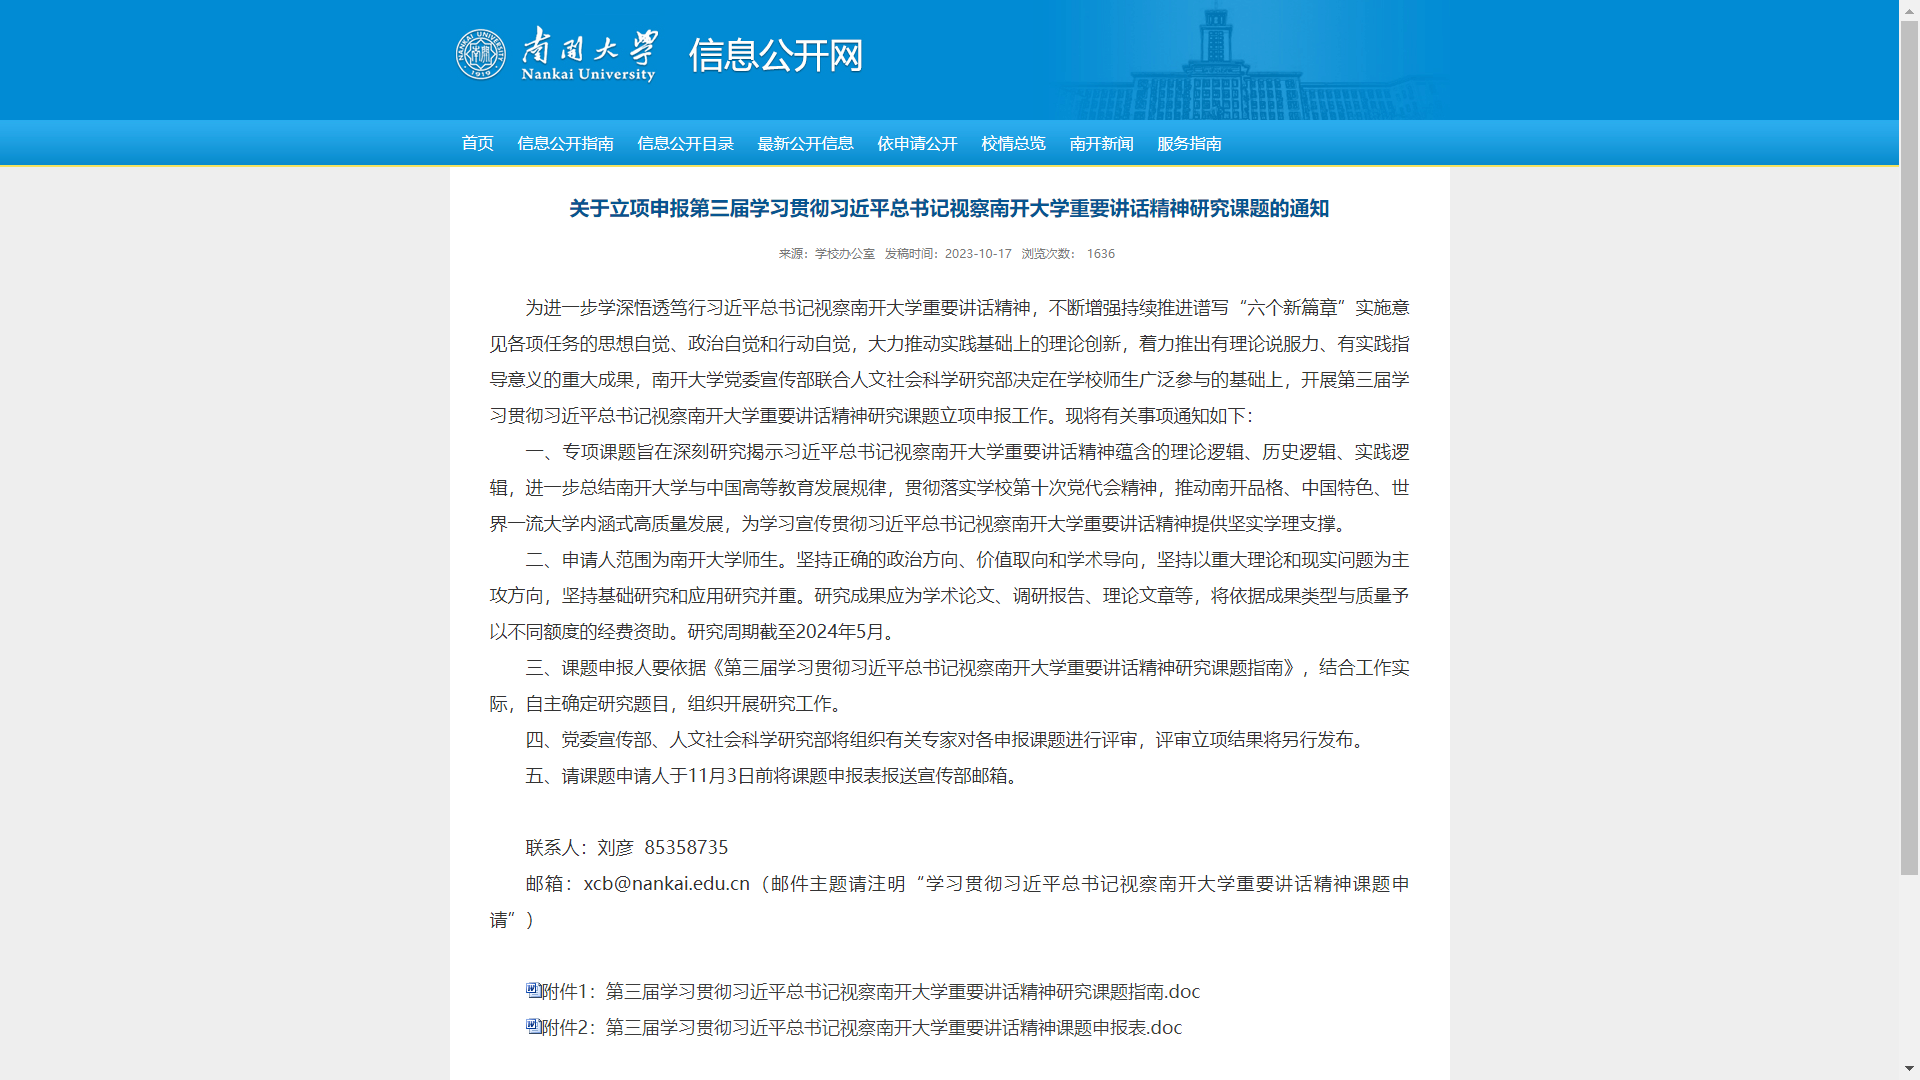 NANKAI UNIVERSITY
1919
南開大學
Nankai University
信息公开网
首页 信息公开指南 信息公开目录 最新公开信息 依申请公开 校情总览 南开新闻 服务指南
关于立项申报第三届学习贯彻习近平总书记视察南开大学重要讲话精神研究课题的通知
来源：学校办公室 发稿时间：2023-10-17 浏览次数： 1636
为进一步学深悟透笃行习近平总书记视察南开大学重要讲话精神，不断增强持续推进谱写“六个新篇章”实施意
见各项任务的思想自觉、政治自觉和行动自觉，大力推动实践基础上的理论创新，着力推出有理论说服力、有实践指
导意义的重大成果，南开大学党委宣传部联合人文社会科学研究部决定在学校师生广泛参与的基础上，开展第三届学
习贯彻习近平总书记视察南开大学重要讲话精神研究课题立项申报工作。现将有关事项通知如下：
一、专项课题旨在深刻研究揭示习近平总书记视察南开大学重要讲话精神蕴含的理论逻辑、历史逻辑、实践逻
辑，进一步总结南开大学与中国高等教育发展规律，贯彻落实学校第十次党代会精神，推动南开品格、中国特色、世
界一流大学内涵式高质量发展，为学习宣传贯彻习近平总书记视察南开大学重要讲话精神提供坚实学理支撑。
二、申请人范围为南开大学师生。坚持正确的政治方向、价值取向和学术导向，坚持以重大理论和现实问题为主
攻方向，坚持基础研究和应用研究并重。研究成果应为学术论文、调研报告、理论文章等，将依据成果类型与质量予
以不同额度的经费资助。研究周期截至2024年5月。
三、课题申报人要依据《第三届学习贯彻习近平总书记视察南开大学重要讲话精神研究课题指南》，结合工作实
际，自主确定研究题目，组织开展研究工作。
四、党委宣传部、人文社会科学研究部将组织有关专家对各申报课题进行评审，评审立项结果将另行发布。
五、请课题申请人于11月3日前将课题申报表报送宣传部邮箱。
联系人：刘彦 85358735
邮箱：xcb@nankai.edu.cn（邮件主题请注明“学习贯彻习近平总书记视察南开大学重要讲话精神课题申
请”）
附件1：第三届学习贯彻习近平总书记视察南开大学重要讲话精神研究课题指南.doc
附件2：第三届学习贯彻习近平总书记视察南开大学重要讲话精神课题申报表.doc